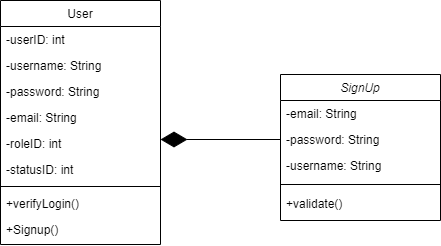 User
-userID: int
-username: String
-password: String
-email: String
-roleID: int
-statusID: int
+verifyLogin()
+Signup()
SignUp
-email: String
-password: String
-username: String
+validate()